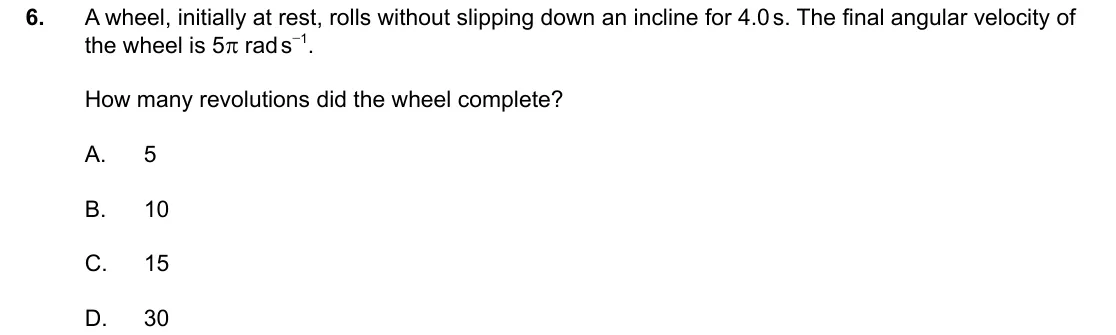 6. A wheel, initially at rest, rolls without slipping down an incline for 4.0 s. The final angular velocity of
the wheel is 5π rad s⁻¹.
How many revolutions did the wheel complete?
A. 5
B. 10
C. 15
D. 30